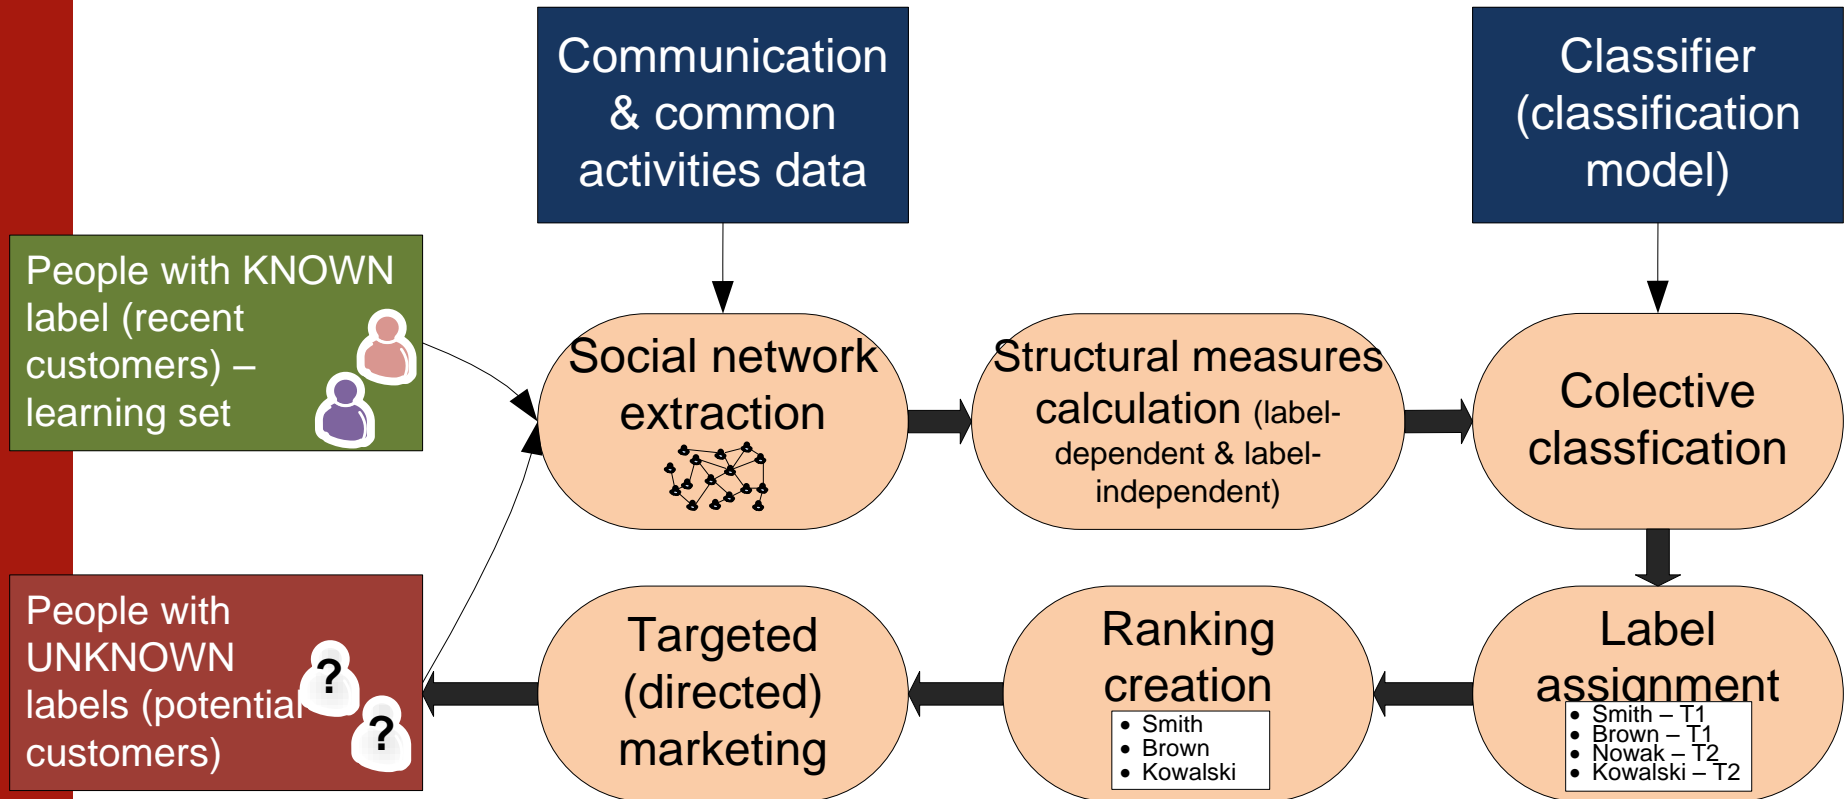 Communication
& common
activities data
Classifier
(classification
model)
People with KNOWN
label (recent
customers) –
learning set
Social network
extraction
Structural measures
calculation (label-
dependent & label-
independent)
Colective
classfication
People with
UNKNOWN
labels (potential
customers)
?
?
Targeted
(directed)
marketing
Ranking
creation
• Smith
• Brown
• Kowalski
Label
assignment
• Smith – T1
• Brown – T1
• Nowak – T2
• Kowalski – T2